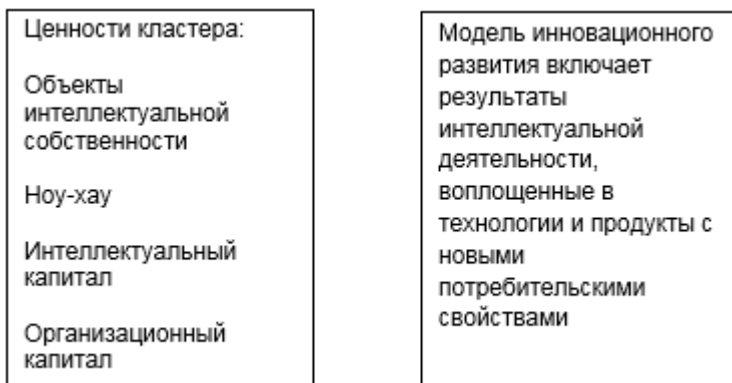 Ценности кластера:
Объекты
интеллектуальной
собственности
Ноу-хау
Интеллектуальный
капитал
Организационный
капитал
Модель инновационного
развития включает
результаты
интеллектуальной
деятельности,
воплощенные в
технологии и продукты с
новыми
потребительскими
свойствами